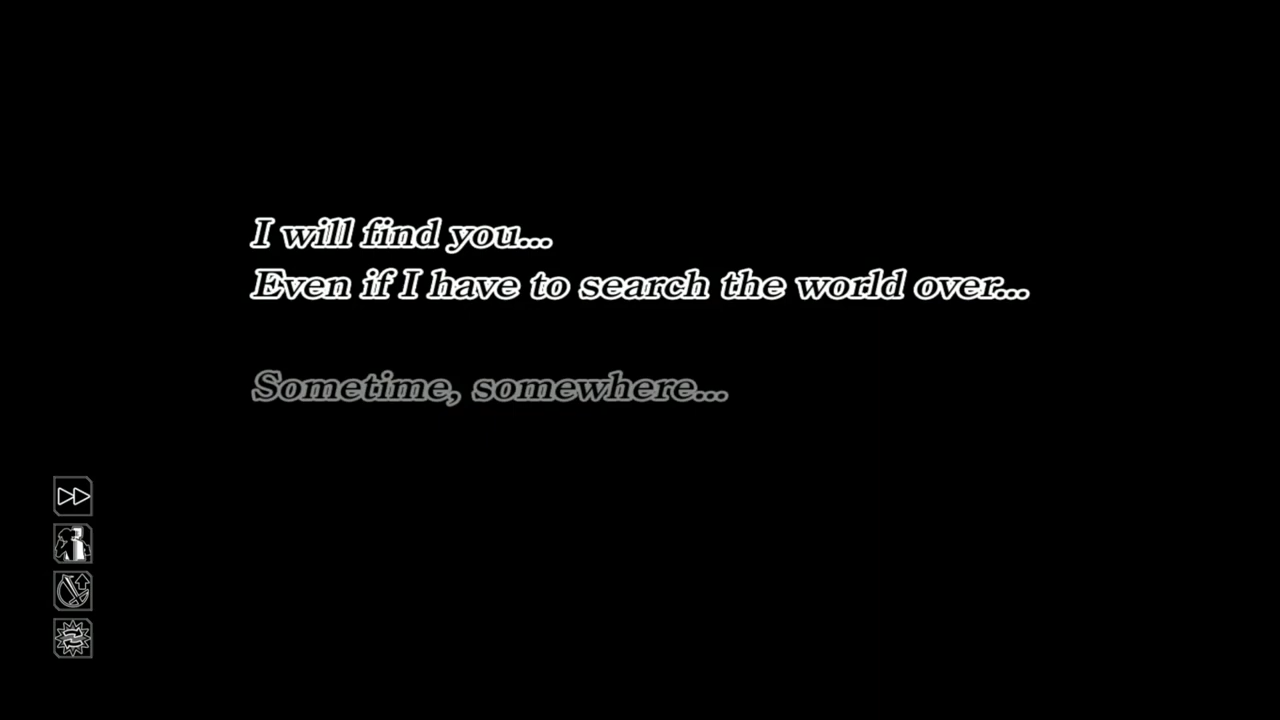 I will find you...
Even if I have to search the world over...
Sometime, somewhere...